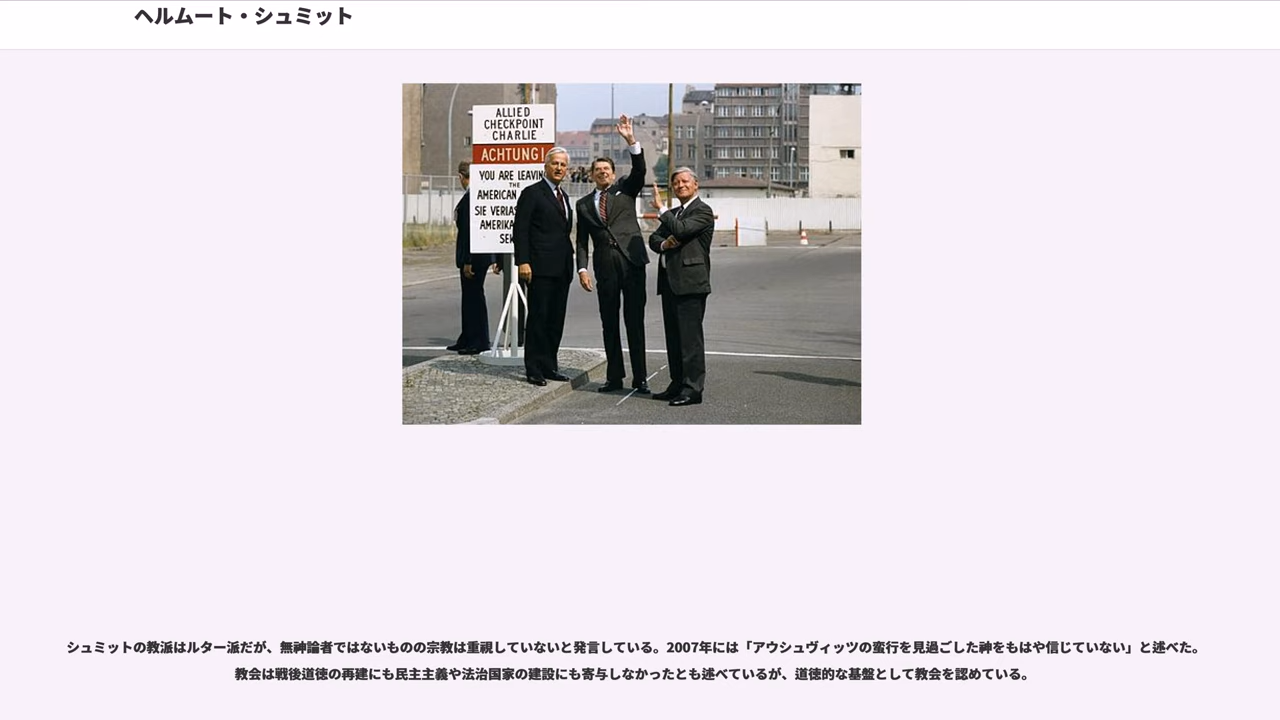 ヘルムート・シュミット
ALLIED
CHECKPOINT
CHARLIE
ACHTUNG!
YOU ARE
THE
AMERICAN
SIE
シュミットの教派はルター派だが、無神論者ではないものの宗教は重視していないと発言している。2007年には「アウシュヴィッツの蛮行を見過ごした神をもはや信じていない」と述べた。
教会は戦後道徳の再建にも民主主義や法治国家の建設にも寄与しなかったとも述べているが、道徳的な基盤として教会を認めている。